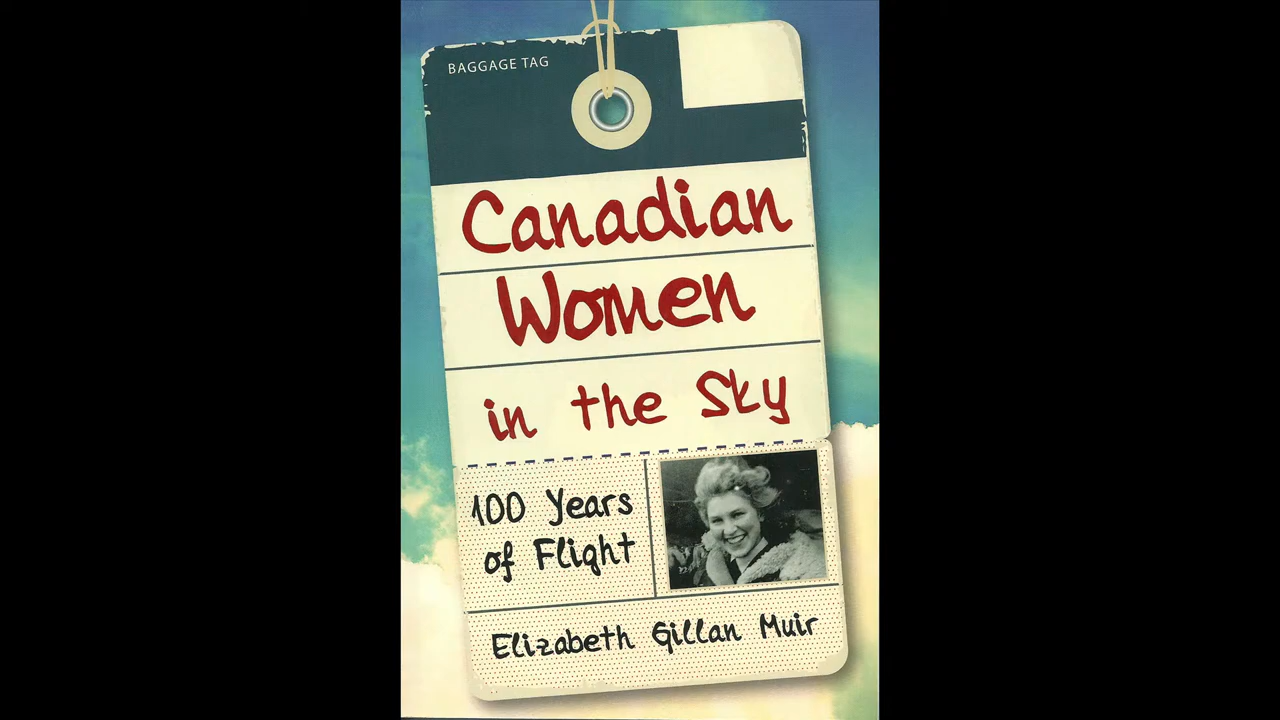 BAGGAGE TAG
Canadian
Women
in the Sky
100 Years
of Flight
Elizabeth Gillan Muir